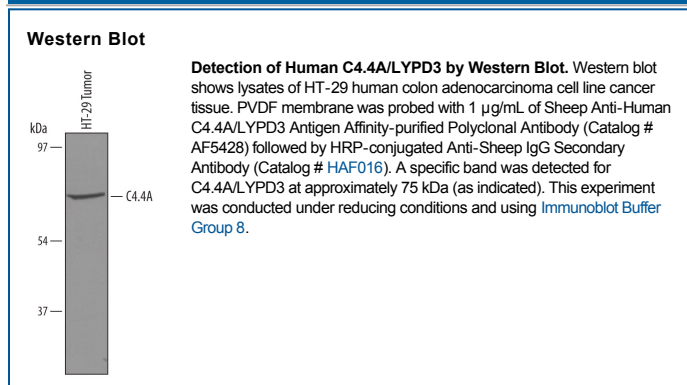 Western Blot
HT-29 Tumor
kDa
97
C4.4A
54
37
Detection of Human C4.4A/LYPD3 by Western Blot. Western blot
shows lysates of HT-29 human colon adenocarcinoma cell line cancer
tissue. PVDF membrane was probed with 1 µg/mL of Sheep Anti-Human
C4.4A/LYPD3 Antigen Affinity-purified Polyclonal Antibody (Catalog #
AF5428) followed by HRP-conjugated Anti-Sheep IgG Secondary
Antibody (Catalog # HAF016). A specific band was detected for
C4.4A/LYPD3 at approximately 75 kDa (as indicated). This experiment
was conducted under reducing conditions and using Immunoblot Buffer
Group 8.